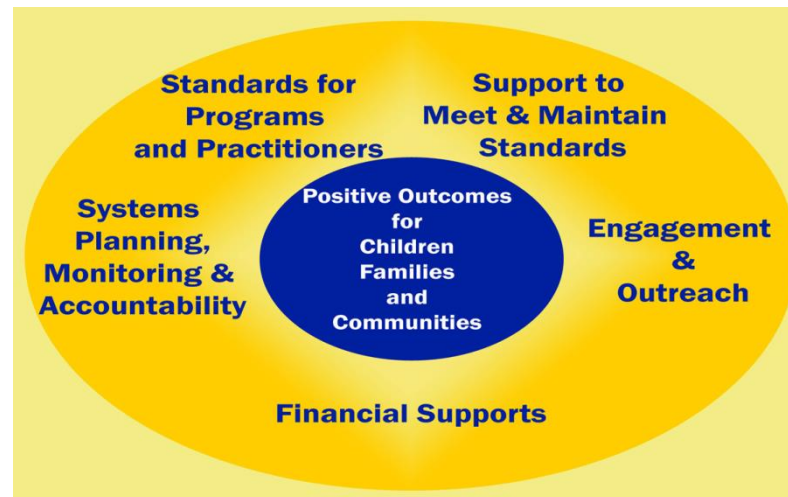 Standards for
Programs
and Practitioners
Support to
Meet & Maintain
Standards
Systems
Planning,
Monitoring &
Accountability
Positive Outcomes
for
Children
Families
and
Communities
Engagement
&
Outreach
Financial Supports